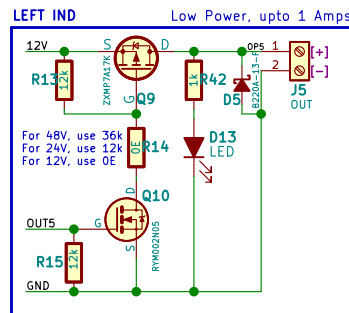 LEFT IND
Low Power, upto 1 Amps
12V
S
D
OP5
1
[+]
2
[-]
R13
12k
ZXMP7A17K
G
Q9
R42
1k
D5
B220A-13-F
J5
OUT
For 48V, use 36k
For 24V, use 12k
For 12V, use 0E
0E
R14
D13
LED
D
Q10
OUT5
G
S
RYM002N05
R15
12k
GND